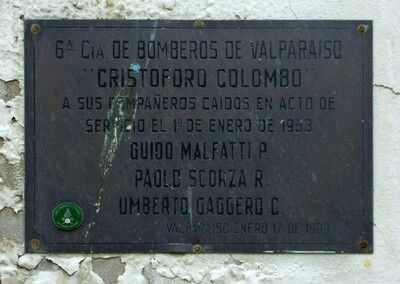 6ª Cia. DE BOMBEROS DE VALPARAISO
"CRISTOFORO COLOMBO"
A SUS COMPAÑEROS CAIDOS EN ACTO DE
SERVICIO EL 1º DE ENERO DE 1953
GUIDO MALFATTI P.
PAOLO SCORZA R.
UMBERTO GAGGERO C.
VALPARAISO ENERO 17 DE 1993